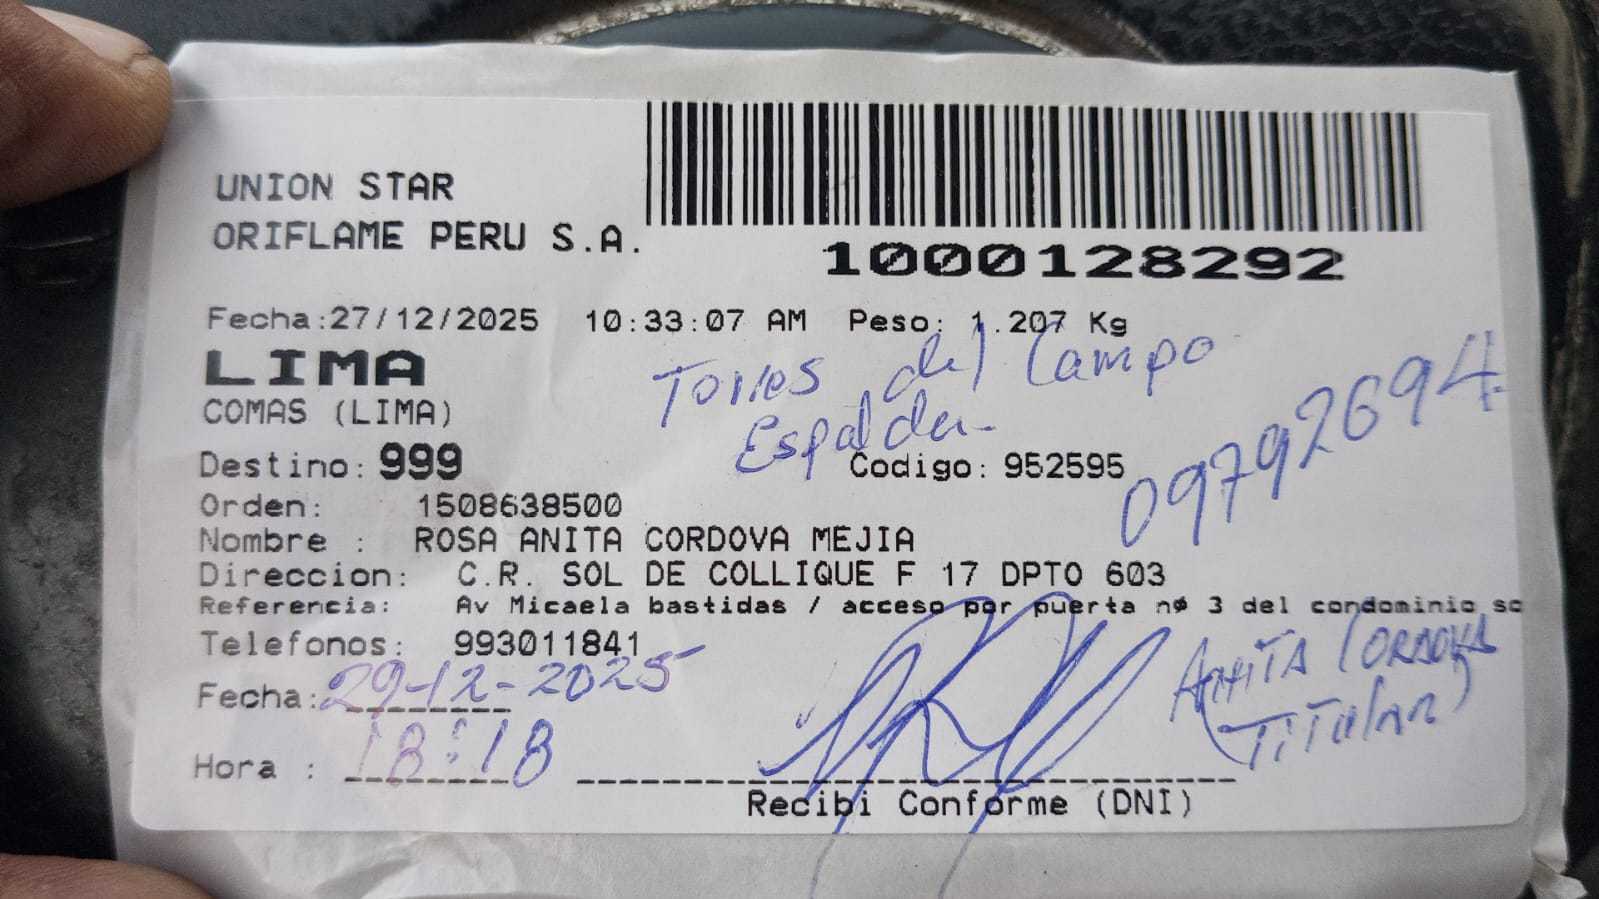 UNION STAR
ORIFLAME PERU S.A.
1000128292
Fecha:27/12/2025 10:33:07 AM Peso: 1.207 Kg
LIMA
Torres del Campo
COMAS (LIMA)
Espalda
Destino: 999 Codigo: 952595
09792694
Orden: 1508638500
Nombre : ROSA ANITA CORDOVA MEJIA
Direccion: C.R. SOL DE COLLIQUE F 17 DPTO 603
Referencia: Av Micaela bastidas / acceso por puerta nø 3 del condominio so
Telefonos: 993011841
Fecha: 29-12-2025
Anita Cordova
(Titular)
Hora : 18:18
Recibi Conforme (DNI)